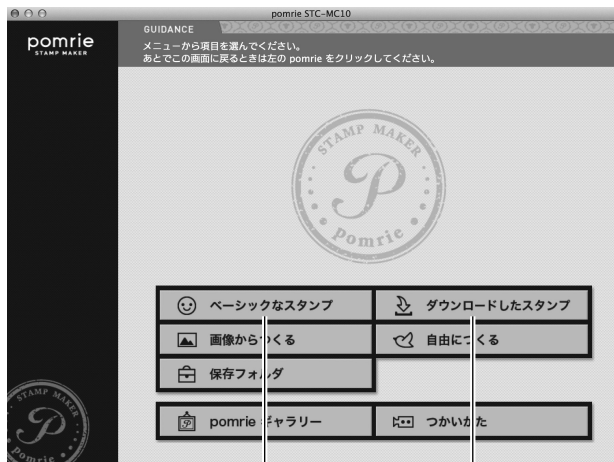 pomrie STC-MC10
pomrie
STAMP MAKER
GUIDANCE
メニューから項目を選んでください。
あとでこの画面に戻るときは左の pomrie をクリックしてください。
STAMP MAKER
P
pomrie
ベーシックなスタンプ
ダウンロードしたスタンプ
画像からつくる
自由につくる
保存フォルダ
pomrie ギャラリー
つかいかた
STAMP MAKER
P
pomrie